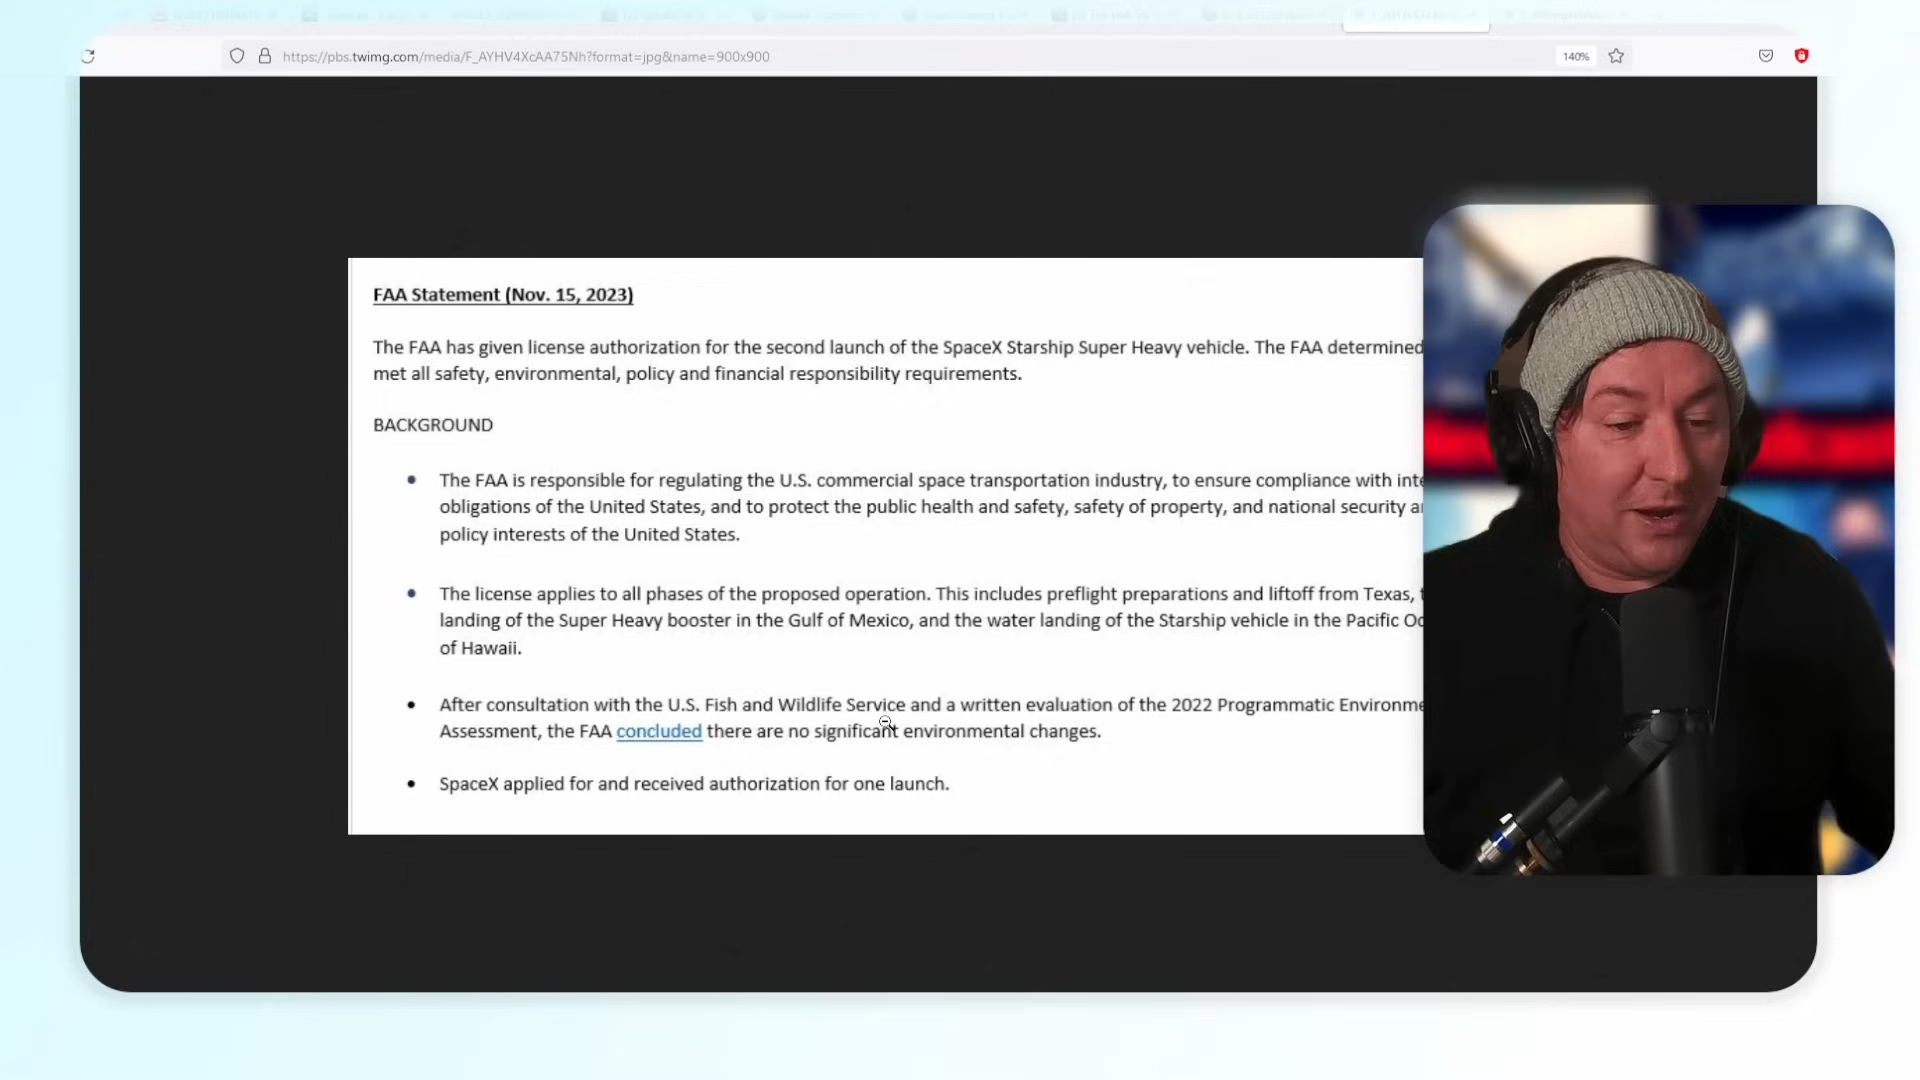 https://pbs.twimg.com/media/F_AYHV4XcAA75Nh?format=jpg&name=900x900
140%
FAA Statement (Nov. 15, 2023)
The FAA has given license authorization for the second launch of the SpaceX Starship Super Heavy vehicle. The FAA determined
met all safety, environmental, policy and financial responsibility requirements.
BACKGROUND
• The FAA is responsible for regulating the U.S. commercial space transportation industry, to ensure compliance with
obligations of the United States, and to protect the public health and safety, safety of property, and national security
policy interests of the United States.
• The license applies to all phases of the proposed operation. This includes preflight preparations and liftoff from Texas,
landing of the Super Heavy booster in the Gulf of Mexico, and the water landing of the Starship vehicle in the Pacific
of Hawaii.
• After consultation with the U.S. Fish and Wildlife Service and a written evaluation of the 2022 Programmatic
Assessment, the FAA concluded there are no significant environmental changes.
• SpaceX applied for and received authorization for one launch.